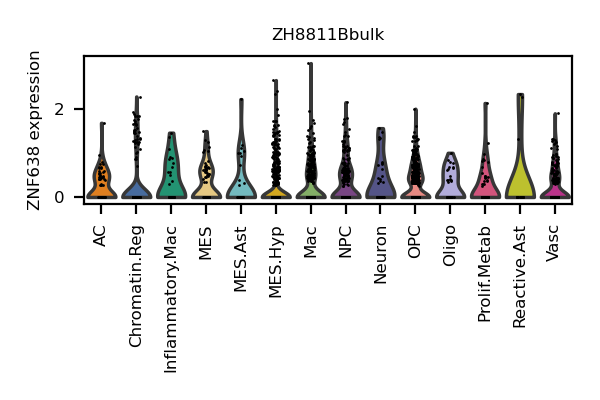 ZH8811Bbulk
ZNF638 expression
2
0
AC
Chromatin.Reg
Inflammatory.Mac
MES
MES.Ast
MES.Hyp
Mac
NPC
Neuron
OPC
Oligo
Prolif.Metab
Reactive.Ast
Vasc